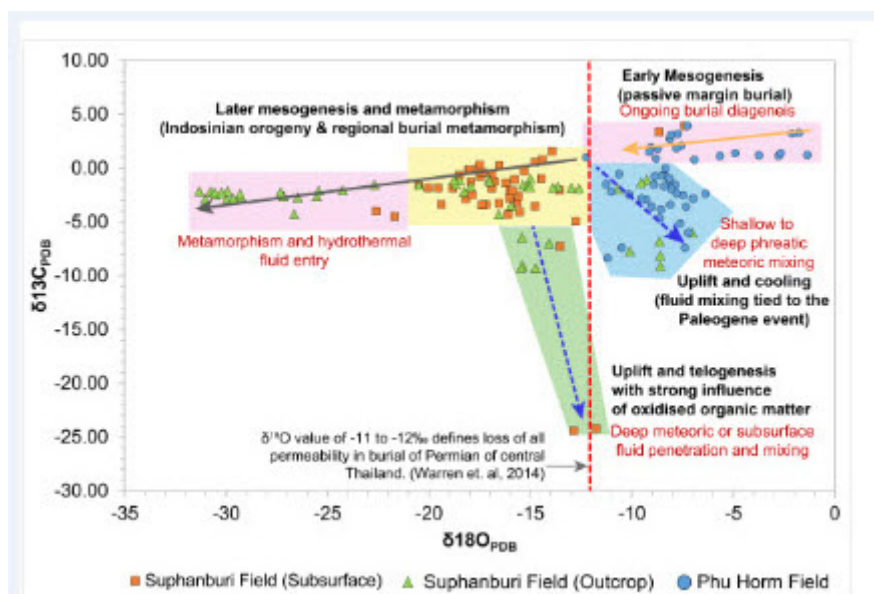 10.00
5.00
0.00
-5.00
-10.00
-15.00
-20.00
-25.00
-30.00
δ13CPDB
Later mesogenesis and metamorphism
(Indosinian orogeny & regional burial metamorphism)
Early Mesogenesis
(passive margin burial)
Ongoing burial diageneis
Metamorphism and hydrothermal
fluid entry
Shallow to
deep phreatic
meteoric mixing
Uplift and cooling
(fluid mixing tied to the
Paleogene event)
Uplift and telogenesis
with strong influence
of oxidised organic matter
Deep meteoric or subsurface
fluid penetration and mixing
δ¹⁸O value of -11 to -12‰ defines loss of all
permeability in burial of Permian of central
Thailand. (Warren et. al, 2014)
-35
-30
-25
-20
-15
-10
-5
0
δ18OPDB
Suphanburi Field (Subsurface)
Suphanburi Field (Outcrop)
Phu Horm Field